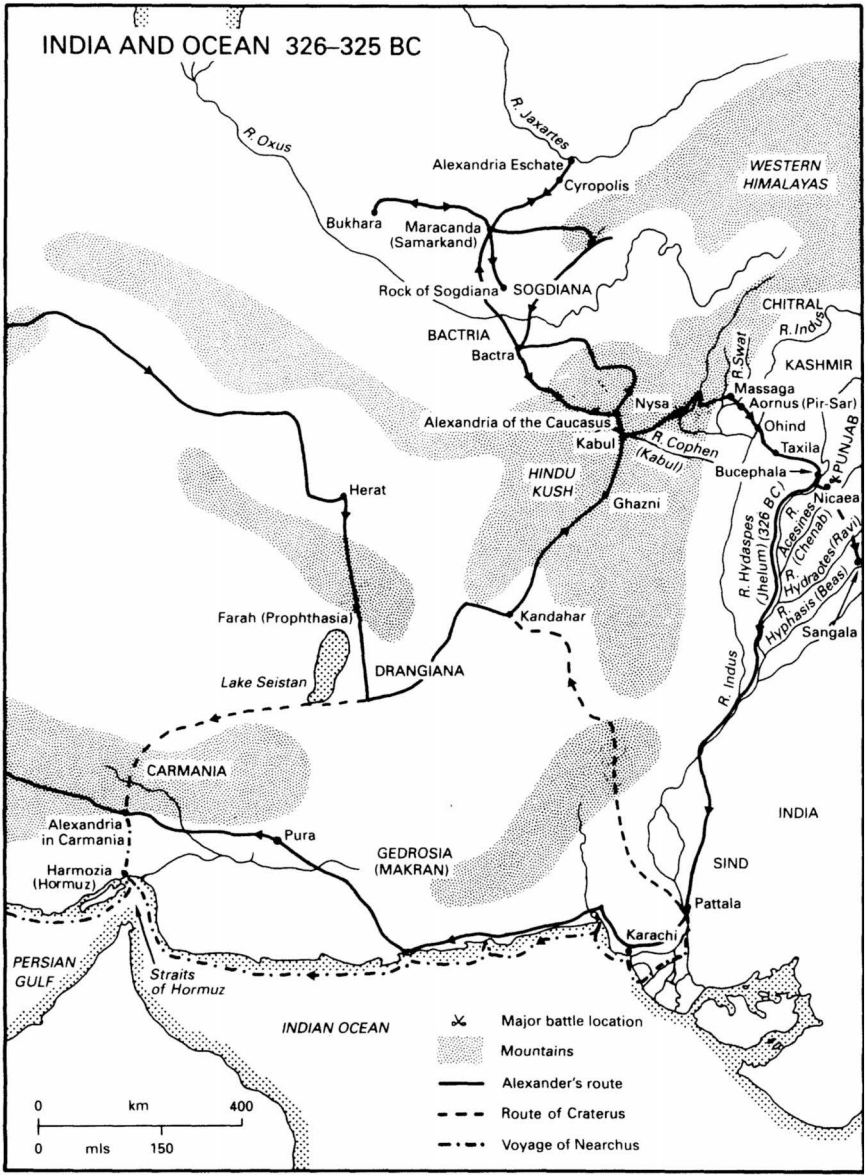 INDIA AND OCEAN 326–325 BC
R. Jaxartes
R. Oxus
Alexandria Eschate
Cyropolis
WESTERN
HIMALAYAS
Bukhara
Maracanda
(Samarkand)
Rock of Sogdiana
SOGDIANA
CHITRAL
R. Indus
BACTRIA
Bactra
R. Swat
KASHMIR
Massaga
Nysa
Aornus (Pir-Sar)
Alexandria of the Caucasus
Ohind
Kabul
R. Cophen
(Kabul)
Taxila
PUNJAB
Bucephala
HINDU
KUSH
Nicaea
Herat
Ghazni
R. Hydaspes
(Jhelum) (326 BC)
R.
Acesines
(Chenab)
R.
Hydraotes (Ravi)
R.
Hyphasis (Beas)
Farah (Prophthasia)
Kandahar
Sangala
Lake Seistan
DRANGIANA
R. Indus
CARMANIA
INDIA
Alexandria
in Carmania
Pura
GEDROSIA
(MAKRAN)
SIND
Harmozia
(Hormuz)
Pattala
Karachi
PERSIAN
GULF
Straits
of Hormuz
INDIAN OCEAN
Major battle location
Mountains
Alexander's route
Route of Craterus
Voyage of Nearchus
0 km 400
0 mls 150